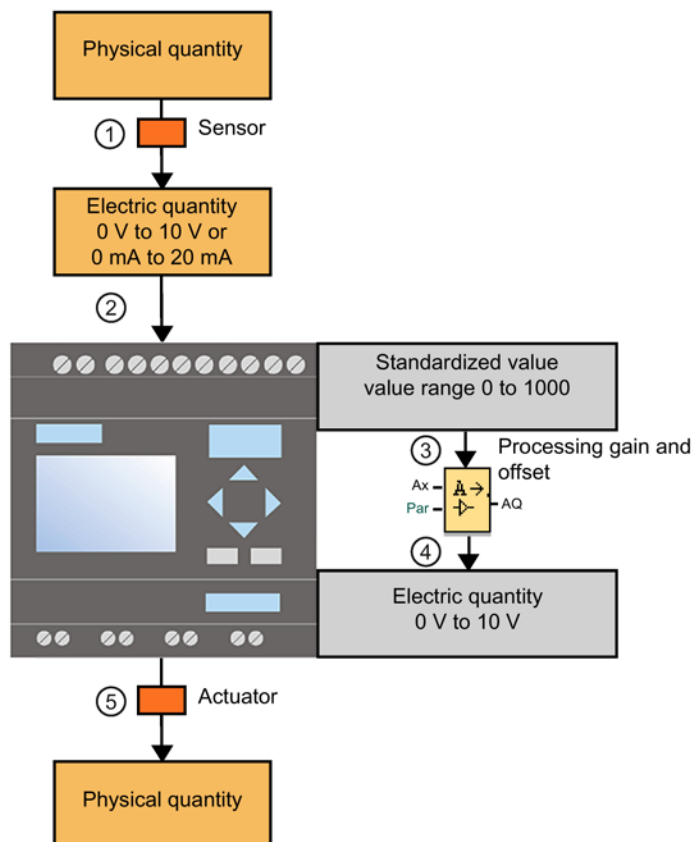 Physical quantity
1
Sensor
Electric quantity
0 V to 10 V or
0 mA to 20 mA
2
Standardized value
value range 0 to 1000
3
Processing gain and
offset
Ax
A→
Par
AQ
4
Electric quantity
0 V to 10 V
5
Actuator
Physical quantity